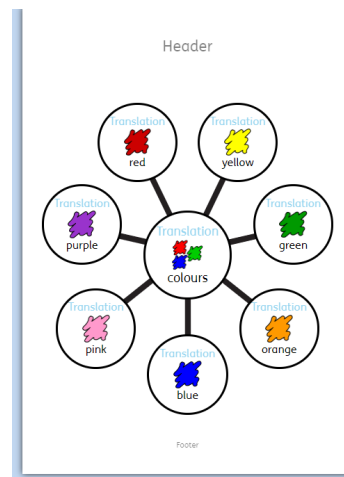 Header
Translation
red
Translation
yellow
Translation
purple
Translation
colours
Translation
green
Translation
pink
Translation
orange
Translation
blue
Footer